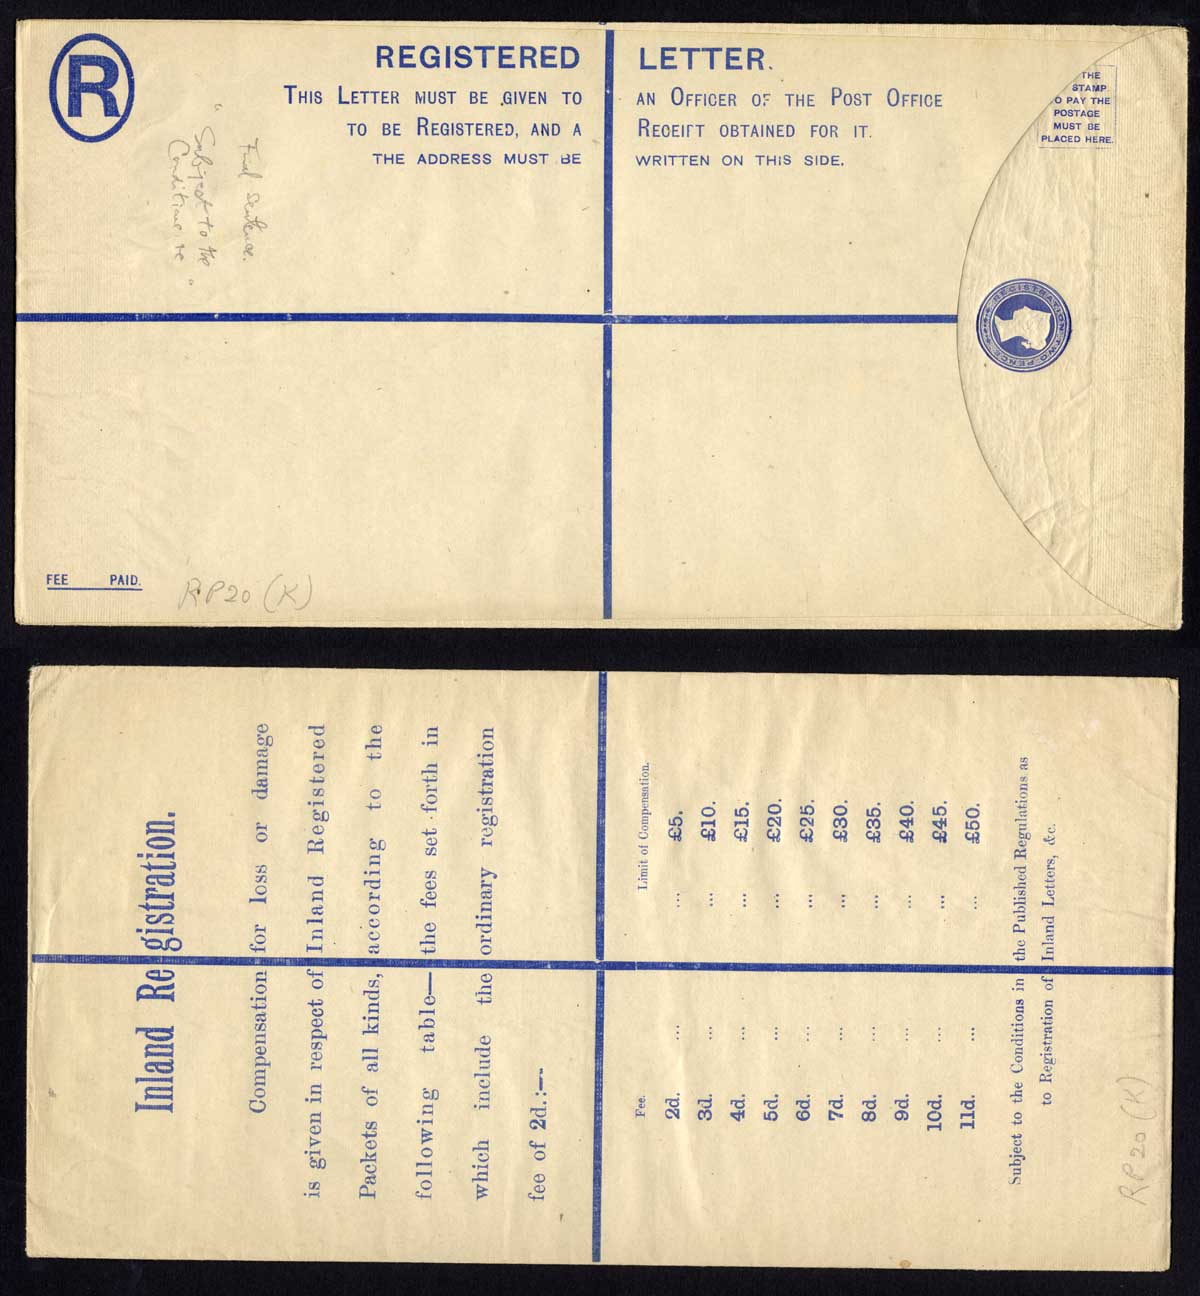 R
REGISTERED LETTER.
THIS LETTER MUST BE GIVEN TO AN OFFICER OF THE POST OFFICE
TO BE REGISTERED, AND A RECEIPT OBTAINED FOR IT.
THE ADDRESS MUST BE WRITTEN ON THIS SIDE.
THE
STAMP
TO PAY THE
POSTAGE
MUST BE
PLACED HERE.
REGISTRATION TWO PENCE
Final Sentence.
"Subject to the
Conditions re "
FEE PAID.
RP20 (K)
Inland Registration.
Compensation for loss or damage
is given in respect of Inland Registered
Packets of all kinds, according to the
following table— the fees set forth in
which include the ordinary registration
fee of 2d.:—
Fee. Limit of Compensation.
2d. ... ... £5.
3d. ... ... £10.
4d. ... ... £15.
5d. ... ... £20.
6d. ... ... £25.
7d. ... ... £30.
8d. ... ... £35.
9d. ... ... £40.
10d. ... ... £45.
11d. ... ... £50.
Subject to the Conditions in the Published Regulations as
to Registration of Inland Letters, &c.
RP20 (K)